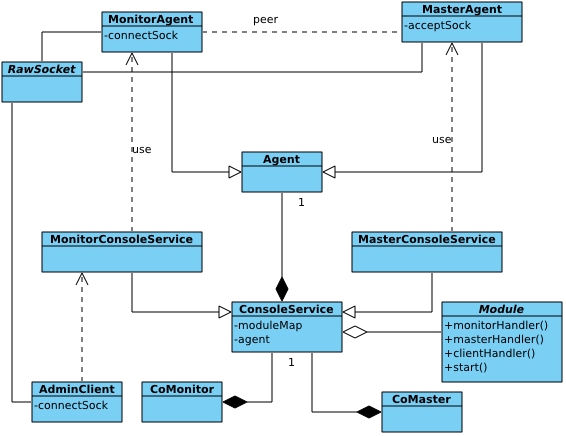 MonitorAgent
-connectSock
peer
MasterAgent
-acceptSock
RawSocket
use
use
Agent
1
MonitorConsoleService
MasterConsoleService
ConsoleService
-moduleMap
-agent
Module
+monitorHandler()
+masterHandler()
+clientHandler()
+start()
1
AdminClient
-connectSock
CoMonitor
CoMaster